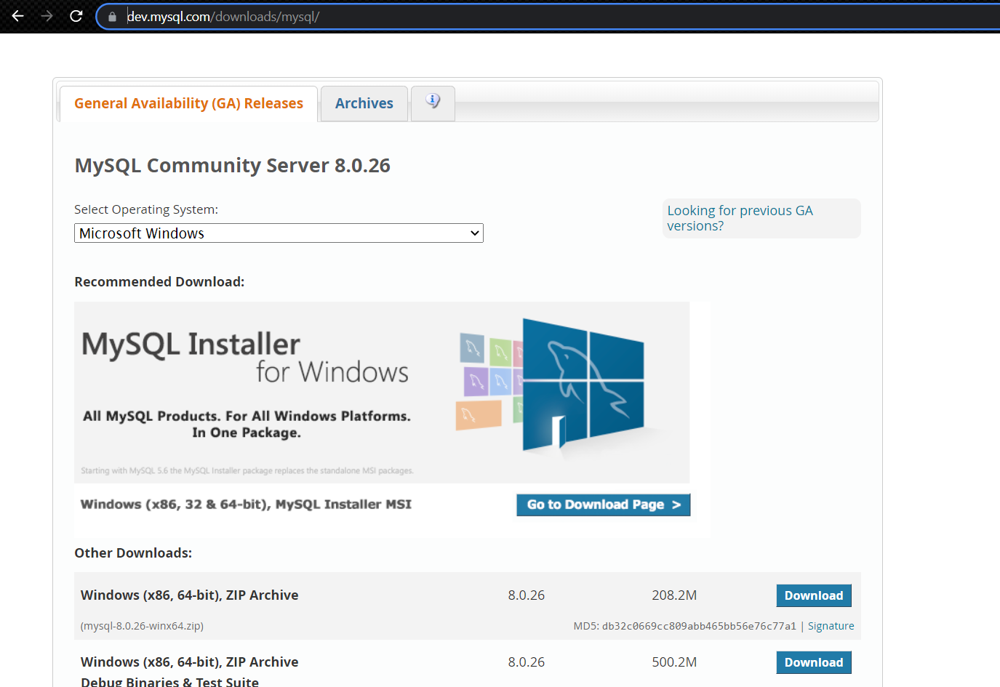 dev.mysql.com/downloads/mysql/
General Availability (GA) Releases
Archives
MySQL Community Server 8.0.26
Select Operating System:
Microsoft Windows
Looking for previous GA
versions?
Recommended Download:
MySQL Installer
for Windows
All MySQL Products. For All Windows Platforms.
In One Package.
Starting with MySQL 5.6 the MySQL Installer package replaces the standalone MSI packages.
Windows (x86, 32 & 64-bit), MySQL Installer MSI
Go to Download Page >
Other Downloads:
Windows (x86, 64-bit), ZIP Archive 8.0.26 208.2M Download
(mysql-8.0.26-winx64.zip) MD5: db32c0669cc809abb465bb56e76c77a1 | Signature
Windows (x86, 64-bit), ZIP Archive 8.0.26 500.2M Download
Debug Binaries & Test Suite